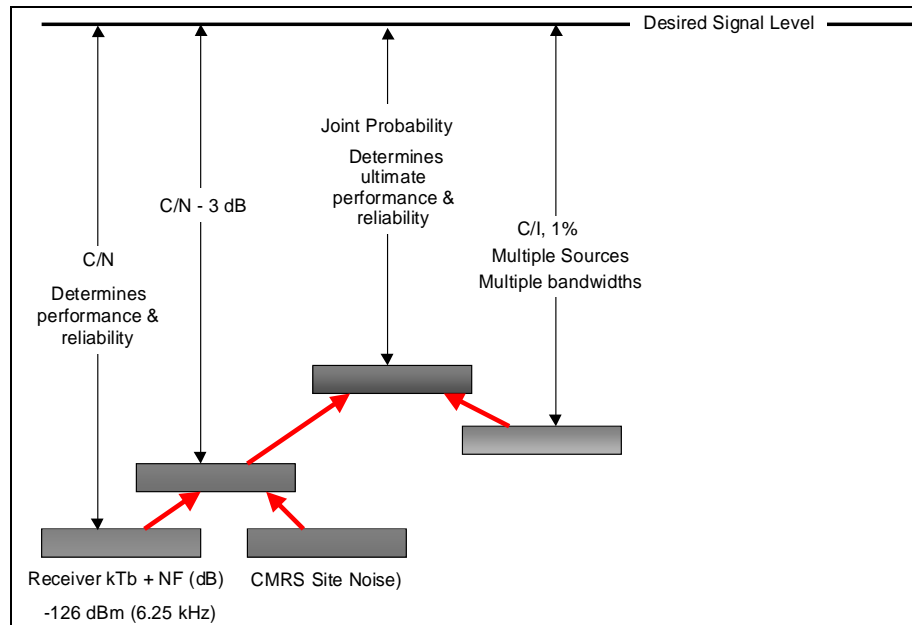 Desired Signal Level
Joint Probability
Determines
ultimate
performance &
reliability
C/N - 3 dB
C/I, 1%
Multiple Sources
Multiple bandwidths
C/N
Determines
performance &
reliability
Receiver kTb + NF (dB)
-126 dBm (6.25 kHz)
CMRS Site Noise)